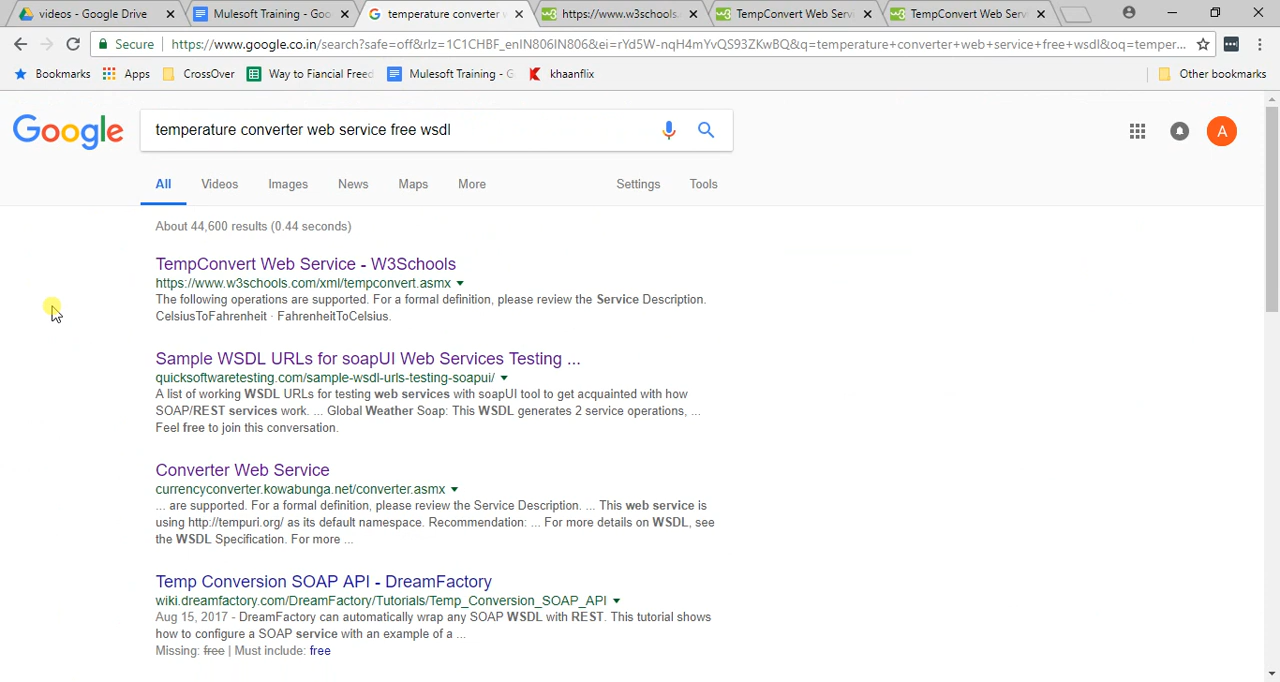 videos - Google Drive
Mulesoft Training - Goo
temperature converter w
https://www.w3schools.
TempConvert Web Serv
TempConvert Web Serv
Secure
https://www.google.co.in/search?safe=off&rlz=1C1CHBF_enIN806IN806&ei=rYd5W-nqH4mYvQS93ZKwBQ&q=temperature+converter+web+service+free+wsdl&oq=temper...
Bookmarks
Apps
CrossOver
Way to Fiancial Freed
Mulesoft Training - G
khaanflix
Other bookmarks
Google
temperature converter web service free wsdl
A
All
Videos
Images
News
Maps
More
Settings
Tools
About 44,600 results (0.44 seconds)
TempConvert Web Service - W3Schools
https://www.w3schools.com/xml/tempconvert.asmx
The following operations are supported. For a formal definition, please review the Service Description.
CelsiusToFahrenheit · FahrenheitToCelsius.
Sample WSDL URLs for soapUI Web Services Testing ...
quicksoftwaretesting.com/sample-wsdl-urls-testing-soapui/
A list of working WSDL URLs for testing web services with soapUI tool to get acquainted with how
SOAP/REST services work. ... Global Weather Soap: This WSDL generates 2 service operations, ...
Feel free to join this conversation.
Converter Web Service
currencyconverter.kowabunga.net/converter.asmx
... are supported. For a formal definition, please review the Service Description. ... This web service is
using http://tempuri.org/ as its default namespace. Recommendation: ... For more details on WSDL, see
the WSDL Specification. For more ...
Temp Conversion SOAP API - DreamFactory
wiki.dreamfactory.com/DreamFactory/Tutorials/Temp_Conversion_SOAP_API
Aug 15, 2017 - DreamFactory can automatically wrap any SOAP WSDL with REST. This tutorial shows
how to configure a SOAP service with an example of a ...
Missing: free | Must include: free